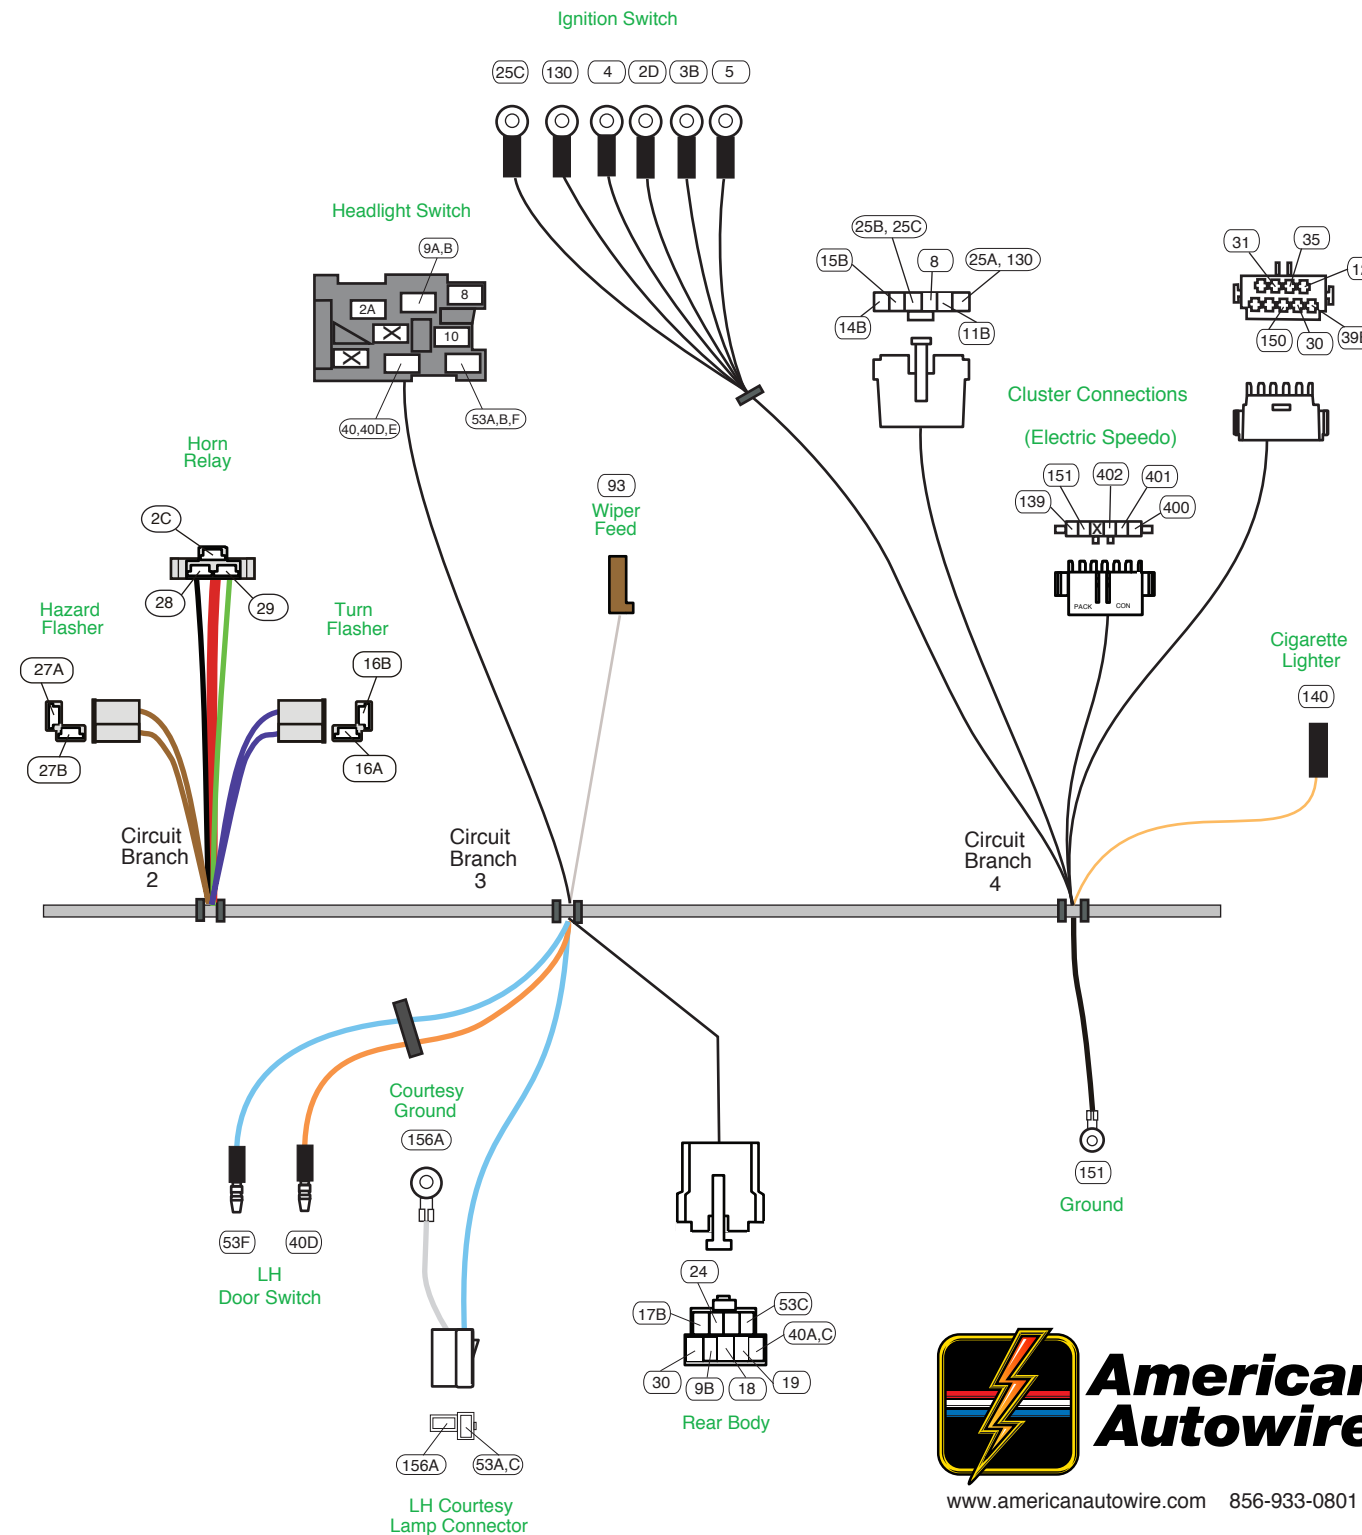 Ignition Switch
25C 130 4 2D 3B 5
Headlight Switch
9A,B
8
2A
10
40,40D,E
53A,B,F
25B, 25C
15B
8
25A, 130
14B
11B
31
35
150
30
Cluster Connections
(Electric Speedo)
151
402
401
139
400
PACK CON
Horn
Relay
2C
28
29
Hazard
Flasher
27A
27B
Turn
Flasher
16B
16A
93
Wiper
Feed
Cigarette
Lighter
140
Circuit
Branch
2
Circuit
Branch
3
Circuit
Branch
4
Courtesy
Ground
156A
53F
40D
LH
Door Switch
151
Ground
24
17B
53C
40A,C
30
9B
18
19
Rear Body
156A
53A,C
LH Courtesy
Lamp Connector
American
Autowire
www.americanautowire.com 856-933-0801